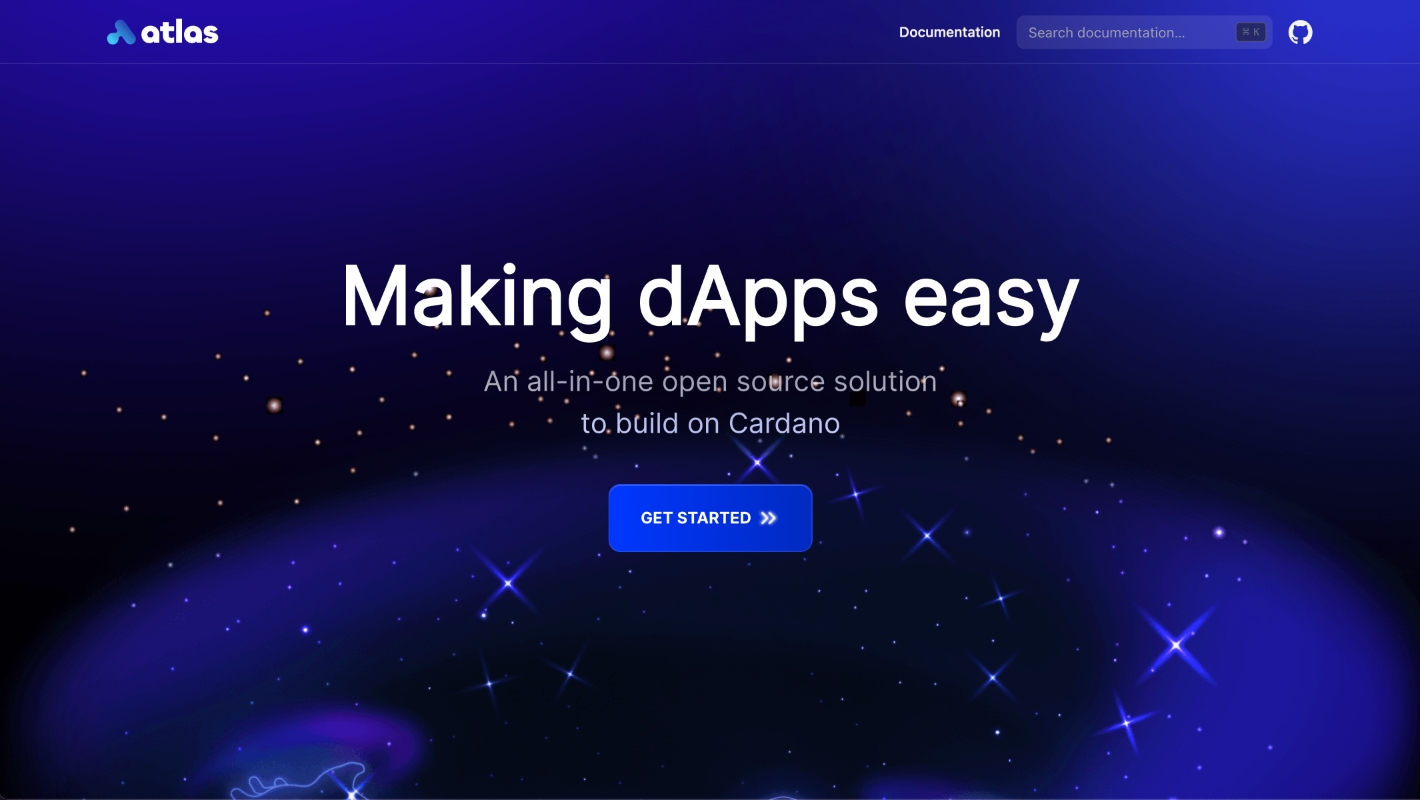 atlas
Documentation
Search documentation...
⌘ K
Making dApps easy
An all-in-one open source solution
to build on Cardano
GET STARTED